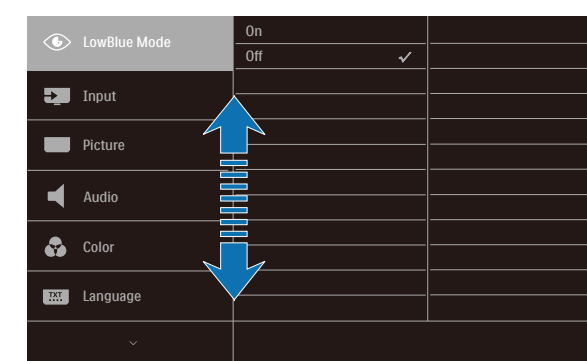 LowBlue Mode
On
Off
Input
Picture
Audio
Color
TXT
Language